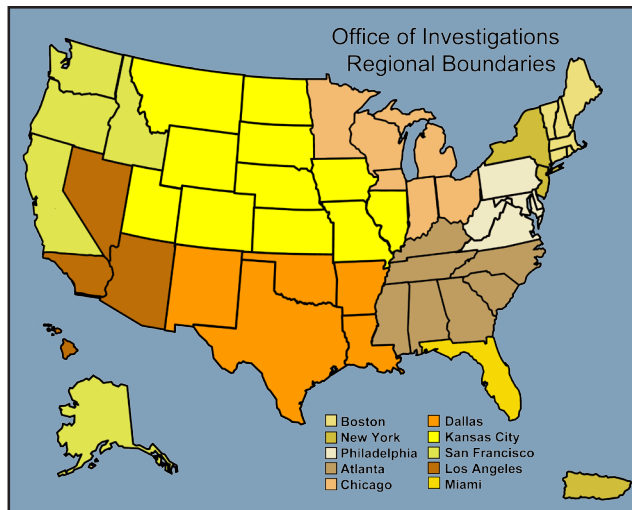 Office of Investigations
Regional Boundaries
Boston
New York
Philadelphia
Atlanta
Chicago
Dallas
Kansas City
San Francisco
Los Angeles
Miami